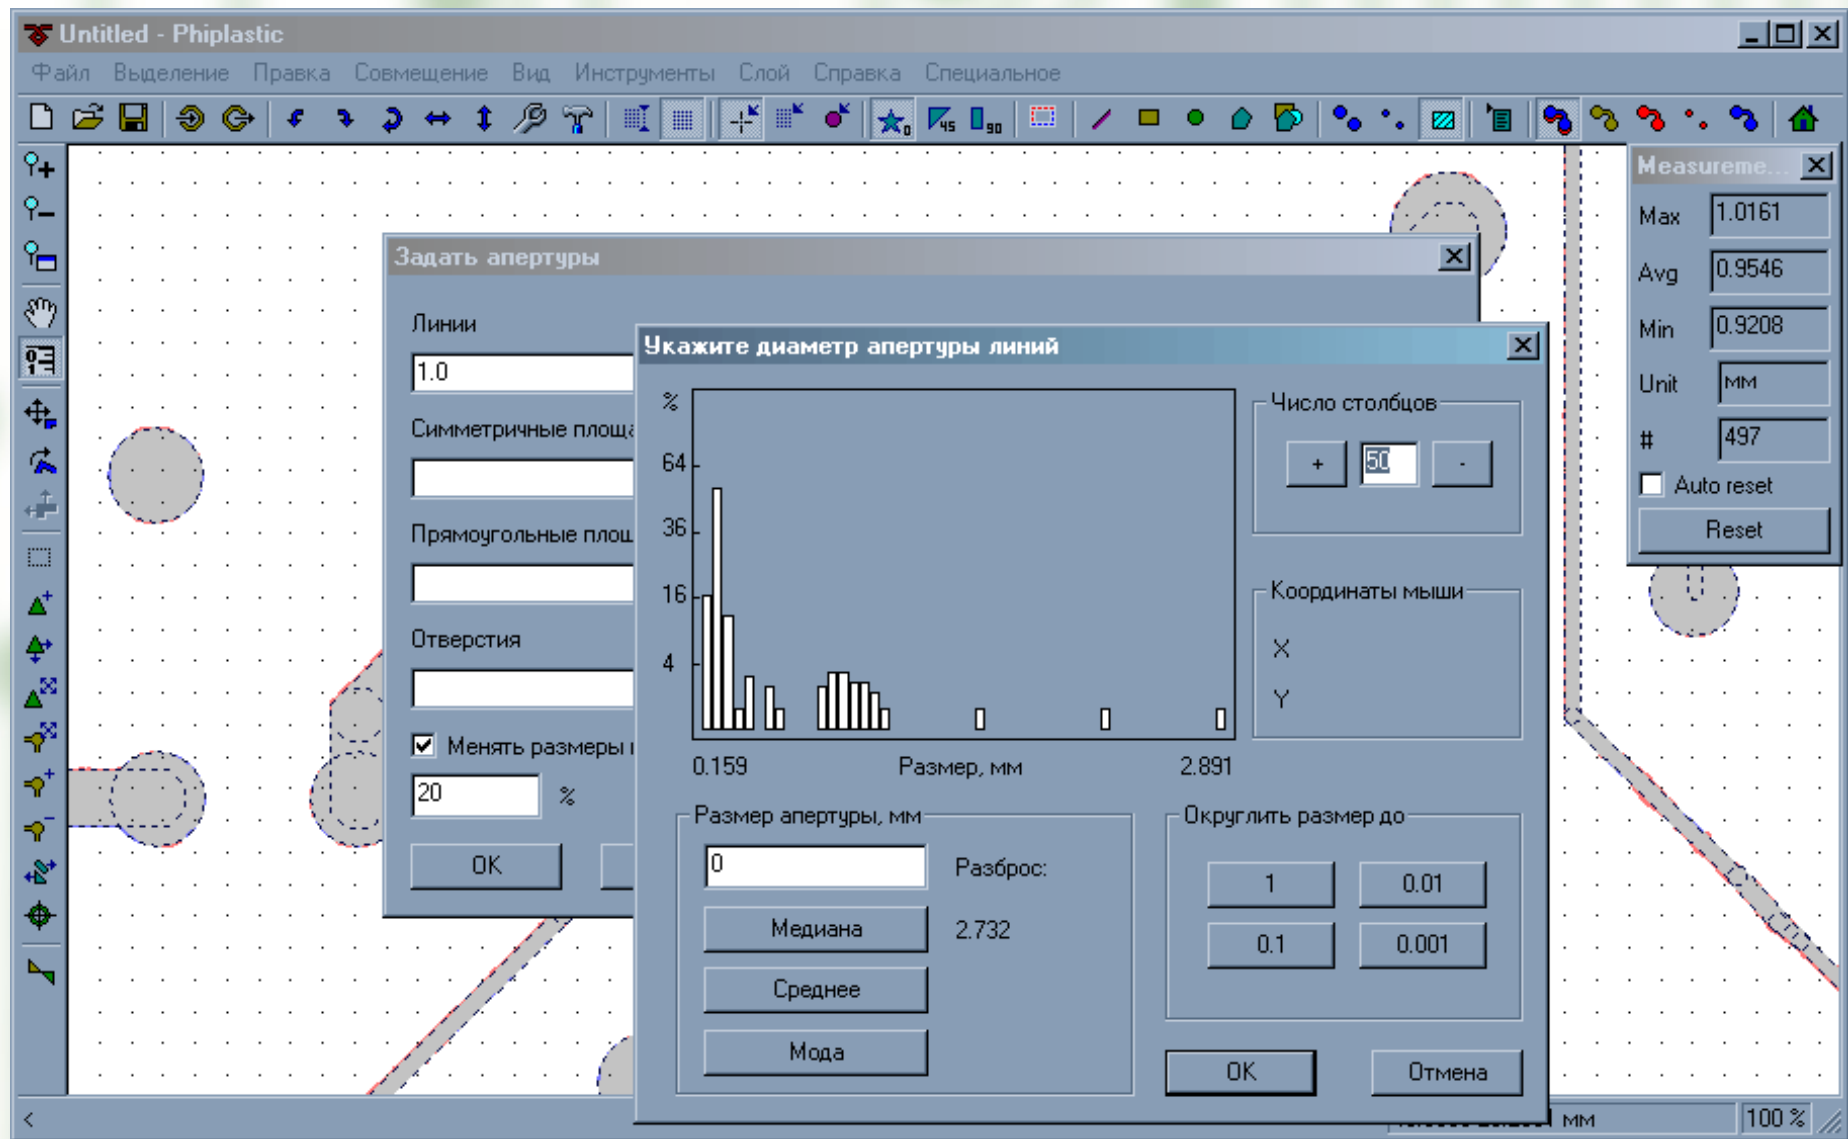 Untitled - Phiplastic
Файл Выделение Правка Совмещение Вид Инструменты Слой Справка Специальное
0 45 90
Measureme...
Max 1.0161
Avg 0.9546
Min 0.9208
Unit мм
# 497
Auto reset
Reset
Задать апертуры
Линии
1.0
Симметричные
Прямоугольные
Отверстия
Менять размеры
20 %
OK
Укажите диаметр апертуры линий
%
64
36
16
4
0.159 Размер, мм 2.891
Число столбцов
+ 50 -
Координаты мыши
X
Y
Размер апертуры, мм
0 Разброс:
Медиана 2.732
Среднее
Мода
Округлить размер до
1 0.01
0.1 0.001
OK Отмена
< мм 100 %